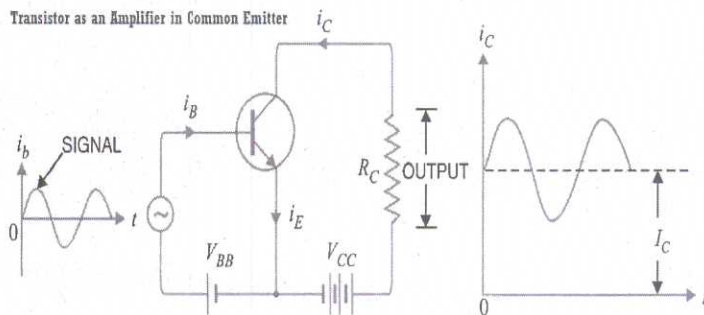 Transistor as an Amplifier in Common Emitter
i_C
i_C
i_B
i_b
SIGNAL
R_C
OUTPUT
0
t
i_E
I_C
V_BB
V_CC
0